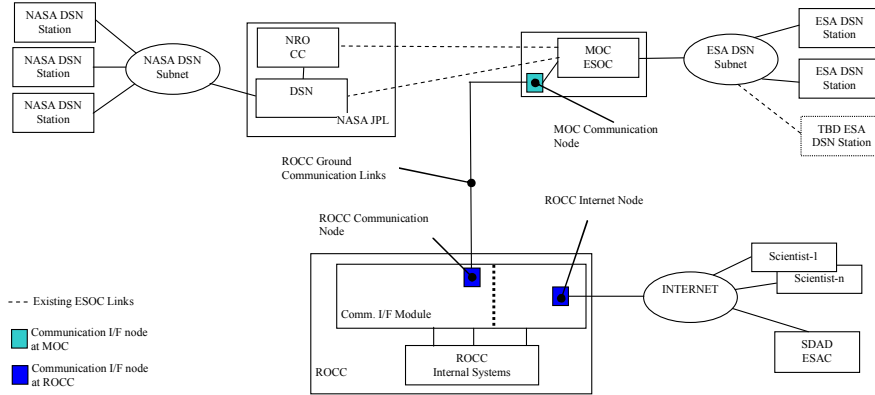 NASA DSN
Station
NASA DSN
Station
NASA DSN
Station
NASA DSN
Subnet
NRO
CC
DSN
NASA JPL
MOC
ESOC
ESA DSN
Subnet
ESA DSN
Station
ESA DSN
Station
TBD ESA
DSN Station
MOC Communication
Node
ROCC Ground
Communication Links
ROCC Communication
Node
ROCC Internet Node
Comm. I/F Module
ROCC
ROCC
Internal Systems
INTERNET
Scientist-1
Scientist-n
SDAD
ESAC
Existing ESOC Links
Communication I/F node
at MOC
Communication I/F node
at ROCC